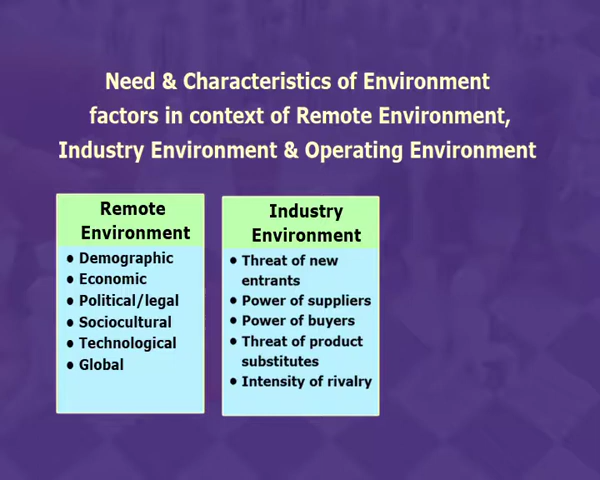 Need & Characteristics of Environment
factors in context of Remote Environment,
Industry Environment & Operating Environment
Remote
Environment
• Demographic
• Economic
• Political/legal
• Sociocultural
• Technological
• Global
Industry
Environment
• Threat of new
entrants
• Power of suppliers
• Power of buyers
• Threat of product
substitutes
• Intensity of rivalry